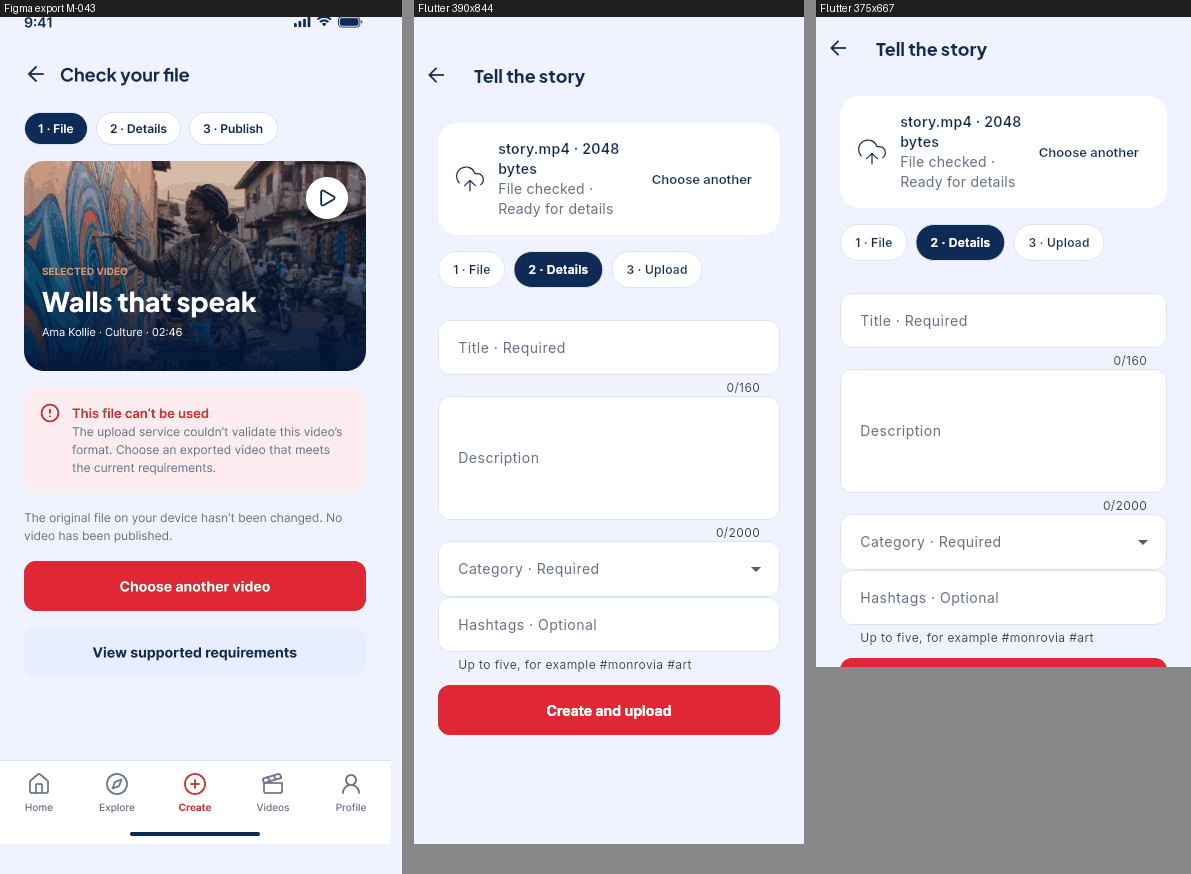 Figma export M-043
9:41
Check your file
1 · File
2 · Details
3 · Publish
SELECTED VIDEO
Walls that speak
Ama Kollie · Culture · 02:46
This file can’t be used
The upload service couldn’t validate this video’s
format. Choose an exported video that meets
the current requirements.
The original file on your device hasn’t been changed. No
video has been published.
Choose another video
View supported requirements
Home
Explore
Create
Videos
Profile
Flutter 390x844
Tell the story
story.mp4 · 2048
bytes
File checked ·
Ready for details
Choose another
1 · File
2 · Details
3 · Upload
Title · Required
0/160
Description
0/2000
Category · Required
Hashtags · Optional
Up to five, for example #monrovia #art
Create and upload
Flutter 375x667
Tell the story
story.mp4 · 2048
bytes
File checked ·
Ready for details
Choose another
1 · File
2 · Details
3 · Upload
Title · Required
0/160
Description
0/2000
Category · Required
Hashtags · Optional
Up to five, for example #monrovia #art